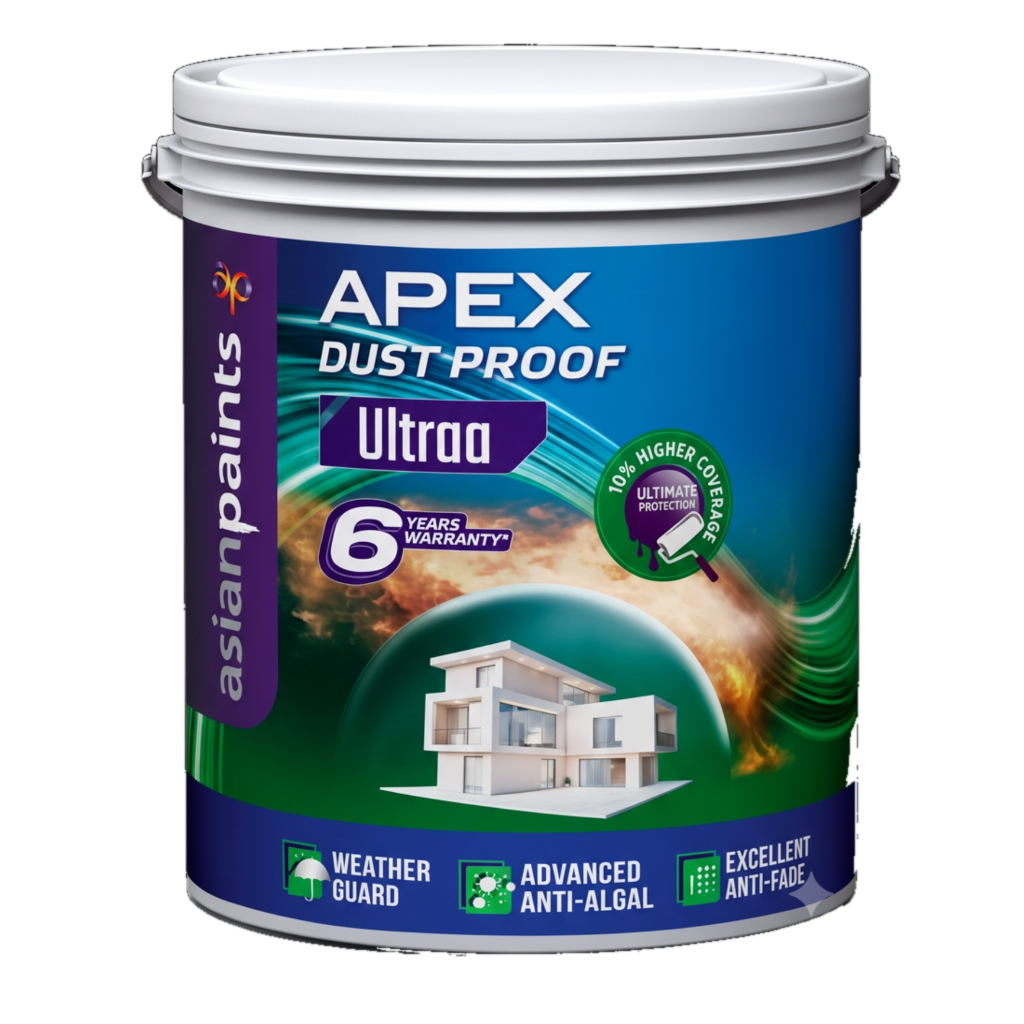 asianpaints
APEX
DUST PROOF
Ultraa
6 YEARS
WARRANTY*
10% HIGHER COVERAGE
ULTIMATE
PROTECTION
WEATHER
GUARD
ADVANCED
ANTI-ALGAL
EXCELLENT
ANTI-FADE